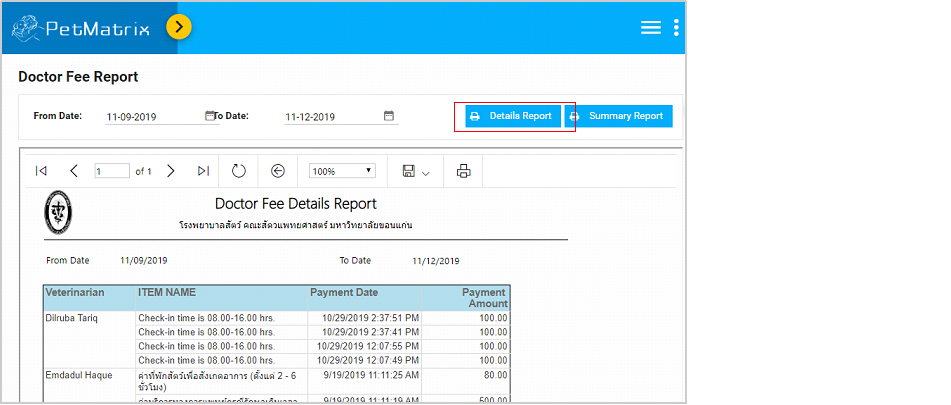 PetMatrix
Doctor Fee Report
From Date: 11-09-2019 To Date: 11-12-2019 Details Report Summary Report
1 of 1 100%
Doctor Fee Details Report
โรงพยาบาลสัตว์ คณะสัตวแพทยศาสตร์ มหาวิทยาลัยขอนแก่น
From Date 11/09/2019 To Date 11/12/2019
Veterinarian ITEM NAME Payment Date Payment
Amount
Dilruba Tariq Check-in time is 08.00-16.00 hrs. 10/29/2019 2:37:51 PM 100.00
Check-in time is 08.00-16.00 hrs. 10/29/2019 2:37:41 PM 100.00
Check-in time is 08.00-16.00 hrs. 10/29/2019 12:07:55 PM 100.00
Check-in time is 08.00-16.00 hrs. 10/29/2019 12:07:49 PM 100.00
Emdadul Haque ค่าที่พักสัตว์เพื่อสังเกตอาการ (ตั้งแต่ 2 - 6 9/19/2019 11:11:25 AM 80.00
ชั่วโมง)
9/19/2019 11:11:19 AM 500.00